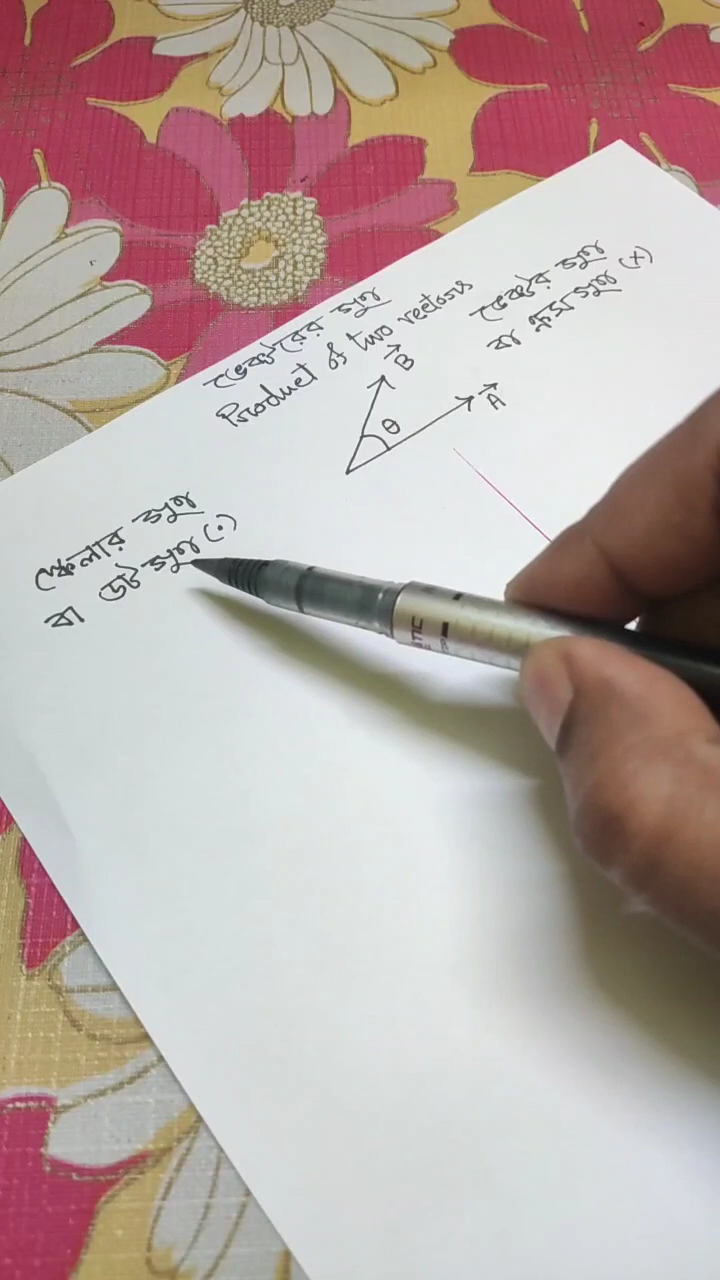 ভেক্টরের গুণ
Product of two vectors
B
θ
A
স্কেলার গুণ
বা ডট গুণ (·)
ভেক্টর গুণ
বা ক্রস গুণ (×)